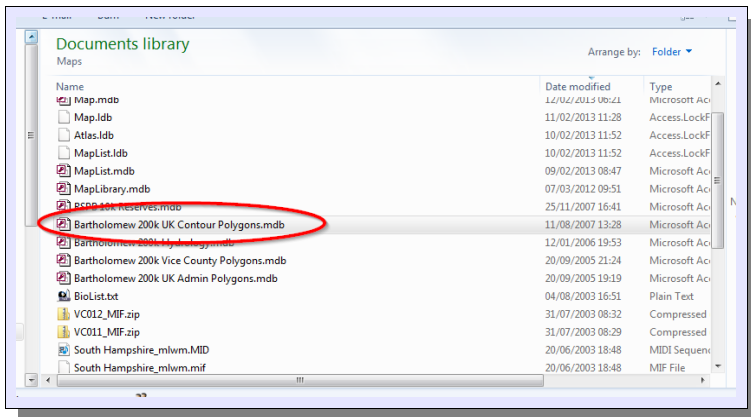 Documents library
Maps
Arrange by: Folder
Name Date modified Type
Map.mdb 12/02/2013 06:21 Microsoft Ac
Map.ldb 11/02/2013 11:28 Access.LockF
Atlas.ldb 10/02/2013 11:52 Access.LockF
MapList.ldb 10/02/2013 11:52 Access.LockF
MapList.mdb 09/02/2013 08:47 Microsoft Ac
MapLibrary.mdb 07/03/2012 09:51 Microsoft Ac
RSPB 10k Reserves.mdb 25/11/2007 16:41 Microsoft Ac
Bartholomew 200k UK Contour Polygons.mdb 11/08/2007 13:28 Microsoft Ac
Bartholomew 200k Hydrology.mdb 12/01/2006 19:53 Microsoft Ac
Bartholomew 200k Vice County Polygons.mdb 20/09/2005 21:24 Microsoft Ac
Bartholomew 200k UK Admin Polygons.mdb 20/09/2005 19:19 Microsoft Ac
BioList.txt 04/08/2003 16:51 Plain Text
VC012_MIF.zip 31/07/2003 08:32 Compressed
VC011_MIF.zip 31/07/2003 08:29 Compressed
South Hampshire_mlwm.MID 20/06/2003 18:48 MIDI Sequenc
South Hampshire_mlwm.mif 20/06/2003 18:48 MIF File